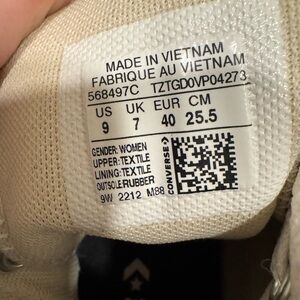 MADE IN VIETNAM
FABRIQUE AU VIETNAM
568497C TZTGD0VP04273
US UK EUR CM
9 7 40 25.5
GENDER: WOMEN
UPPER: TEXTILE
LINING: TEXTILE
OUTSOLE: RUBBER
9W 2212 M88
CONVERSE